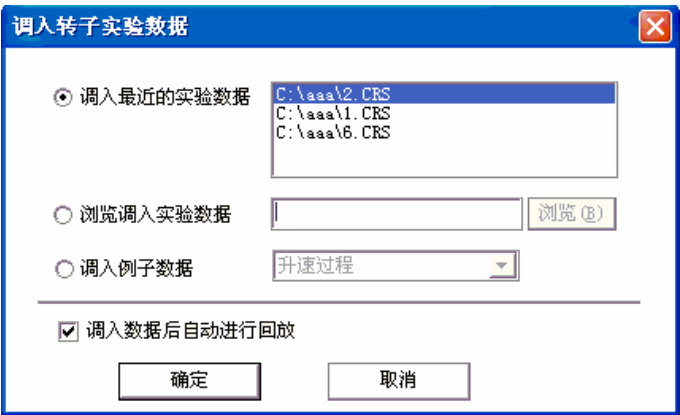 调入转子实验数据
调入最近的实验数据
C:\aaa\2.CRS
C:\aaa\1.CRS
C:\aaa\6.CRS
浏览调入实验数据
浏览(B)
调入例子数据
升速过程
调入数据后自动进行回放
确定
取消